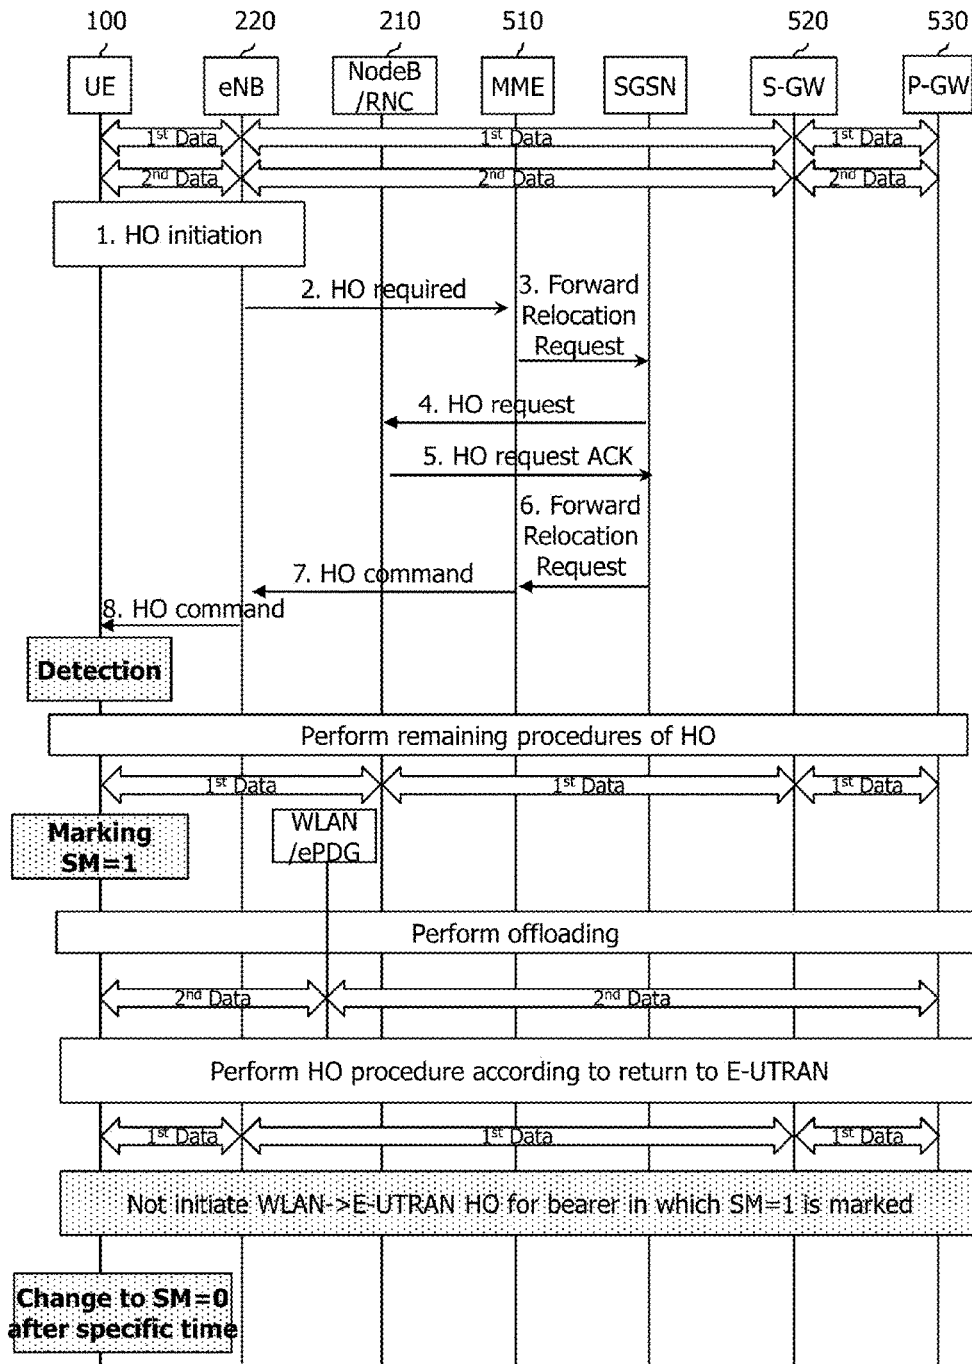 100 220 210 510 520 530
UE eNB NodeB /RNC MME SGSN S-GW P-GW
1st Data 1st Data 1st Data
2nd Data 2nd Data 2nd Data
1. HO initiation
2. HO required
3. Forward
Relocation
Request
4. HO request
5. HO request ACK
6. Forward
Relocation
Request
7. HO command
8. HO command
Detection
Perform remaining procedures of HO
1st Data 1st Data 1st Data
Marking
SM=1
WLAN
/ePDG
Perform offloading
2nd Data 2nd Data
Perform HO procedure according to return to E-UTRAN
1st Data 1st Data 1st Data
Not initiate WLAN->E-UTRAN HO for bearer in which SM=1 is marked
Change to SM=0
after specific time